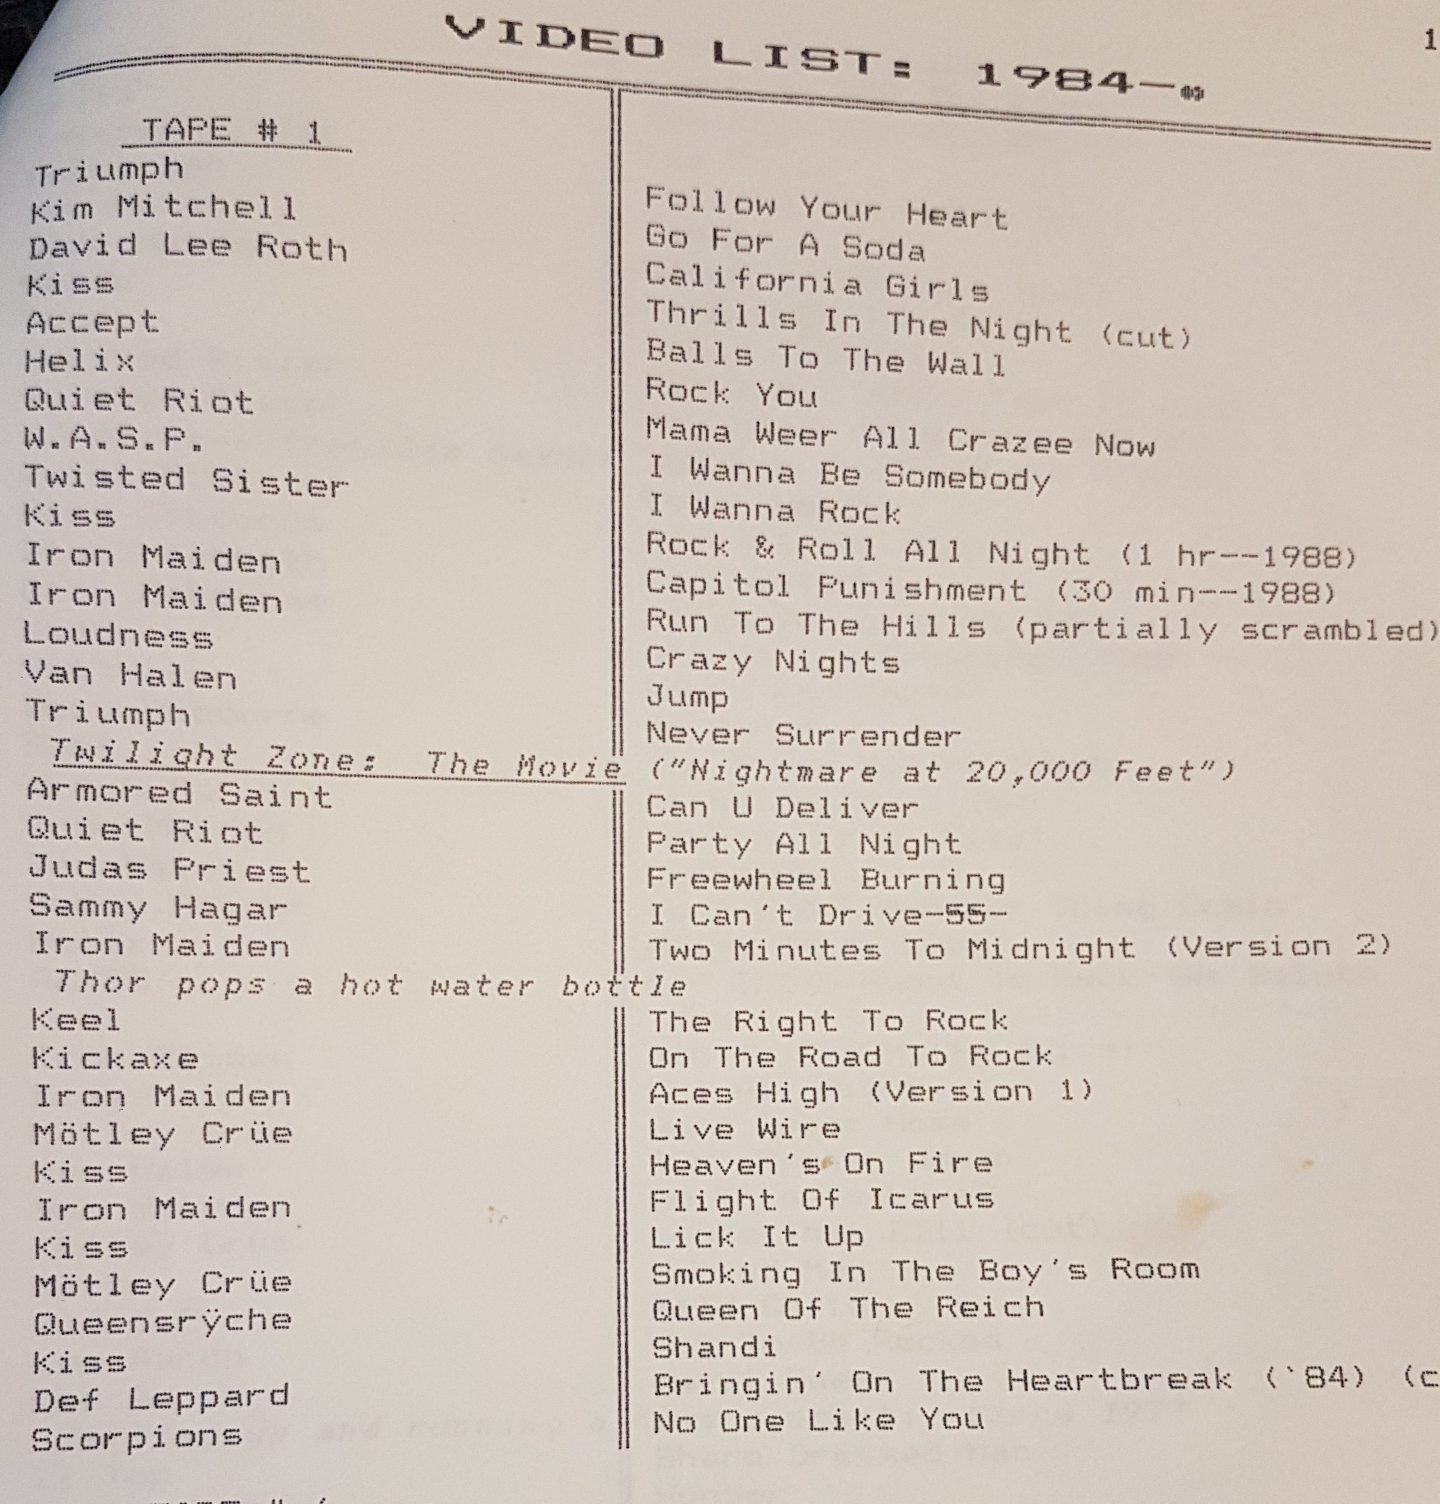 VIDEO LIST: 1984-∞
1
TAPE # 1
Triumph Follow Your Heart
Kim Mitchell Go For A Soda
David Lee Roth California Girls
Kiss Thrills In The Night (cut)
Accept Balls To The Wall
Helix Rock You
Quiet Riot Mama Weer All Crazee Now
W.A.S.P. I Wanna Be Somebody
Twisted Sister I Wanna Rock
Kiss Rock & Roll All Night (1 hr--1988)
Iron Maiden Capitol Punishment (30 min--1988)
Iron Maiden Run To The Hills (partially scrambled)
Loudness Crazy Nights
Van Halen Jump
Triumph Never Surrender
Twilight Zone: The Movie ("Nightmare at 20,000 Feet")
Armored Saint Can U Deliver
Quiet Riot Party All Night
Judas Priest Freewheel Burning
Sammy Hagar I Can't Drive-55-
Iron Maiden Two Minutes To Midnight (Version 2)
Thor pops a hot water bottle
Keel The Right To Rock
Kickaxe On The Road To Rock
Iron Maiden Aces High (Version 1)
Mötley Crüe Live Wire
Kiss Heaven's On Fire
Iron Maiden Flight Of Icarus
Kiss Lick It Up
Mötley Crüe Smoking In The Boy's Room
Queensrÿche Queen Of The Reich
Kiss Shandi
Def Leppard Bringin' On The Heartbreak (`84) (c
Scorpions No One Like You